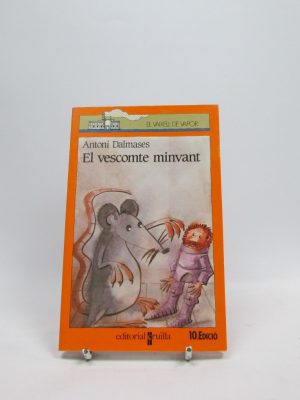 EL VAIXELL DE VAPOR
Antoni Dalmases
El vescomte minvant
editorial cruïlla
10. EDICIÓ